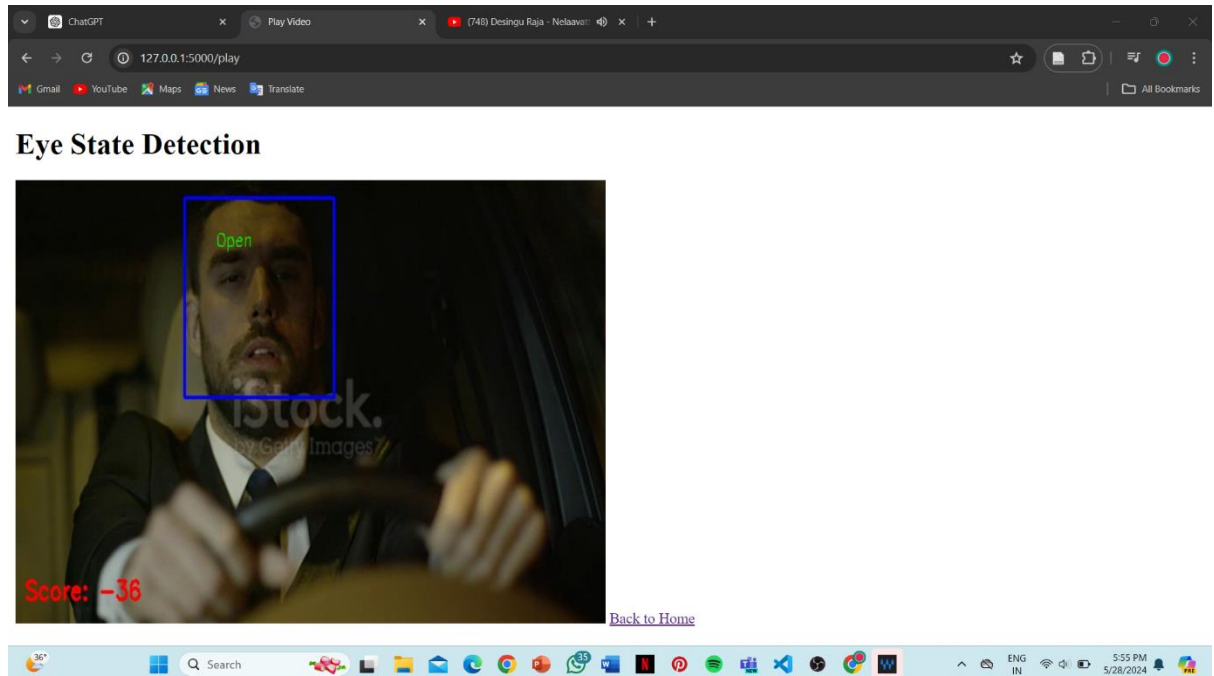 ChatGPT
Play Video
(748) Desingu Raja - Nelaavat
127.0.0.1:5000/play
Gmail
YouTube
Maps
News
Translate
All Bookmarks
Eye State Detection
Open
iStock.
by Getty Images
Score: -36
Back to Home
36°
Search
35
ENG
IN
5:55 PM
5/28/2024